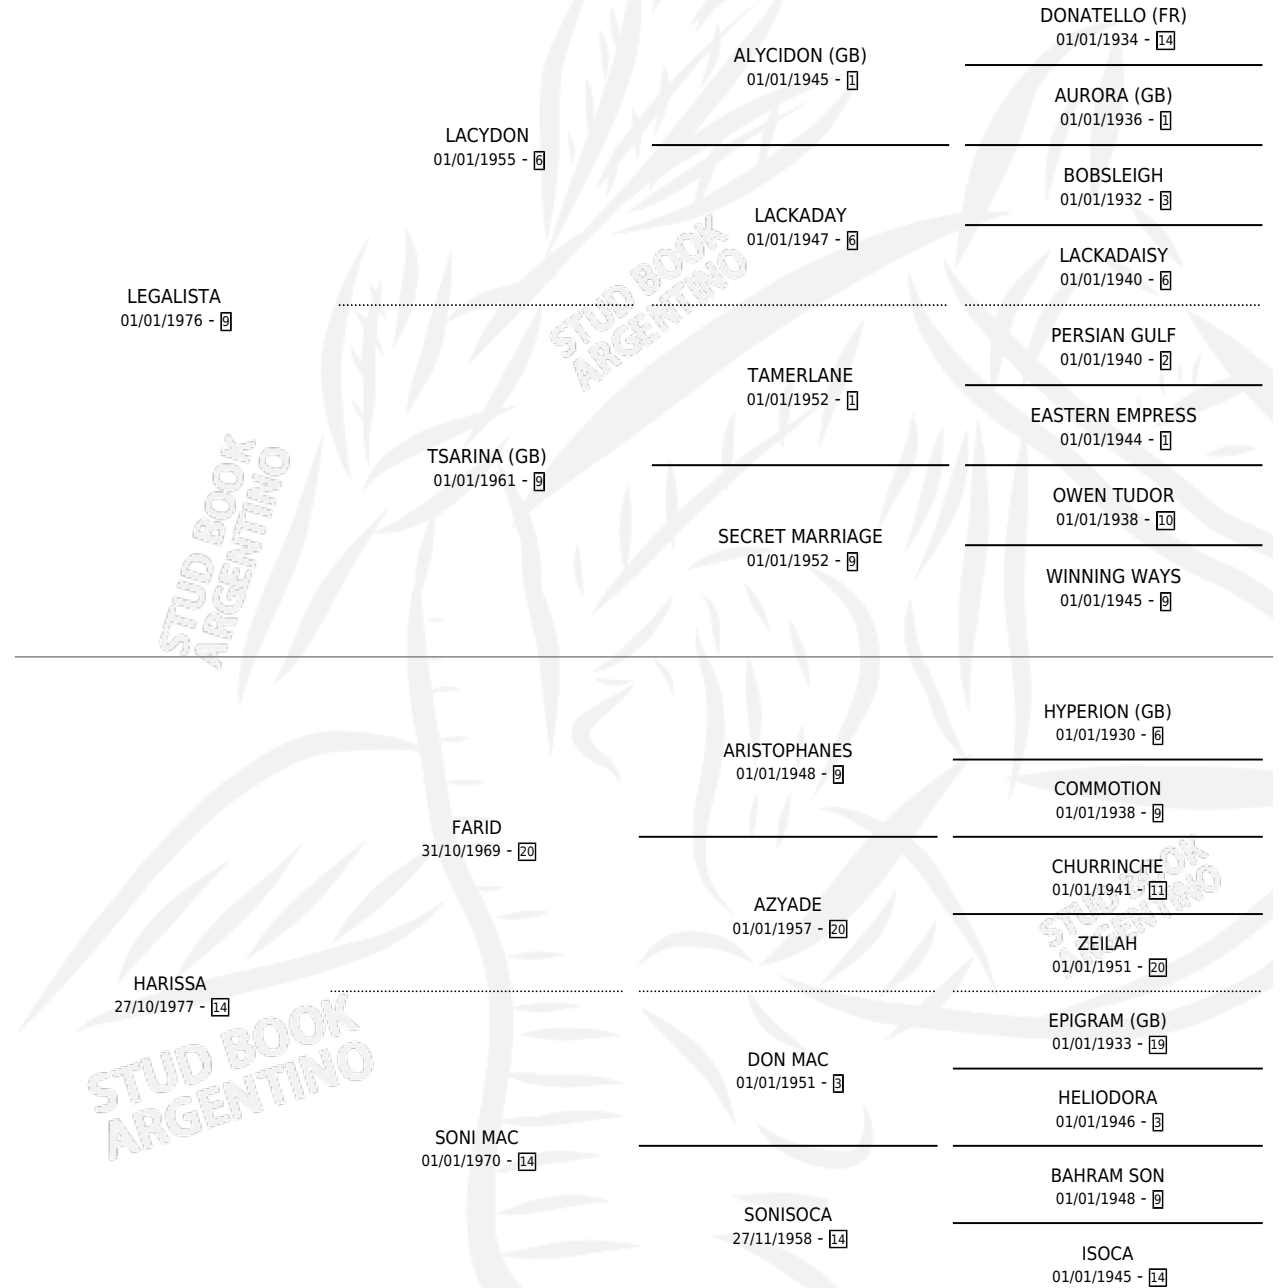 DONATELLO (FR)
01/01/1934 - 14
ALYCIDON (GB)
01/01/1945 - 1
AURORA (GB)
01/01/1936 - 1
LACYDON
01/01/1955 - 6
BOBSLEIGH
01/01/1932 - 3
LACKADAY
01/01/1947 - 6
LACKADAISY
01/01/1940 - 6
LEGALISTA
01/01/1976 - 9
STUD BOOK
ARGENTINO
PERSIAN GULF
01/01/1940 - 2
TAMERLANE
01/01/1952 - 1
EASTERN EMPRESS
01/01/1944 - 1
TSARINA (GB)
01/01/1961 - 9
OWEN TUDOR
01/01/1938 - 10
SECRET MARRIAGE
01/01/1952 - 9
WINNING WAYS
01/01/1945 - 9
STUD BOOK
ARGENTINO
HYPERION (GB)
01/01/1930 - 6
ARISTOPHANES
01/01/1948 - 9
COMMOTION
01/01/1938 - 9
FARID
31/10/1969 - 20
CHURRINCHE
01/01/1941 - 11
AZYADE
01/01/1957 - 20
STUD BOOK
ARGENTINO
ZEILAH
01/01/1951 - 20
HARISSA
27/10/1977 - 14
EPIGRAM (GB)
01/01/1933 - 19
DON MAC
01/01/1951 - 3
HELIODORA
01/01/1946 - 3
STUD BOOK
ARGENTINO
SONI MAC
01/01/1970 - 14
BAHRAM SON
01/01/1948 - 9
SONISOCA
27/11/1958 - 14
ISOCA
01/01/1945 - 14